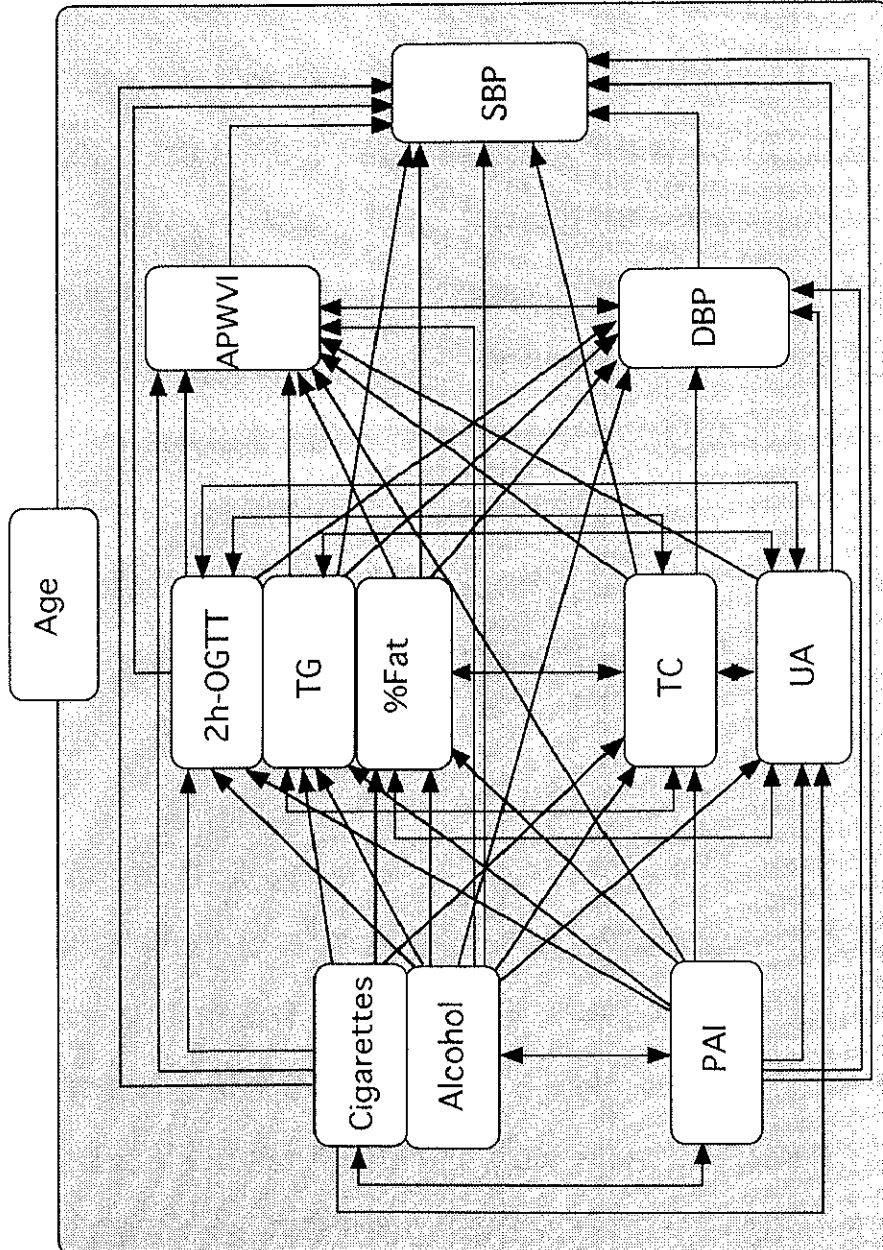 Age
Cigarettes
Alcohol
PAI
2h-OGTT
TG
%Fat
TC
UA
APWVI
DBP
SBP